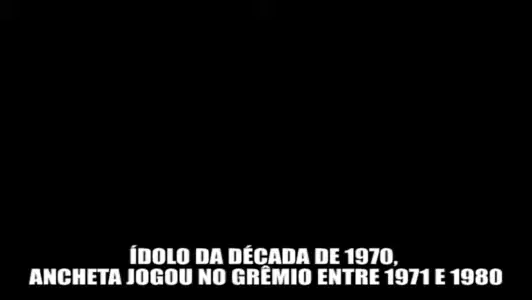 ÍDOLO DA DÉCADA DE 1970,
ANCHETA JOGOU NO GRÊMIO ENTRE 1971 E 1980